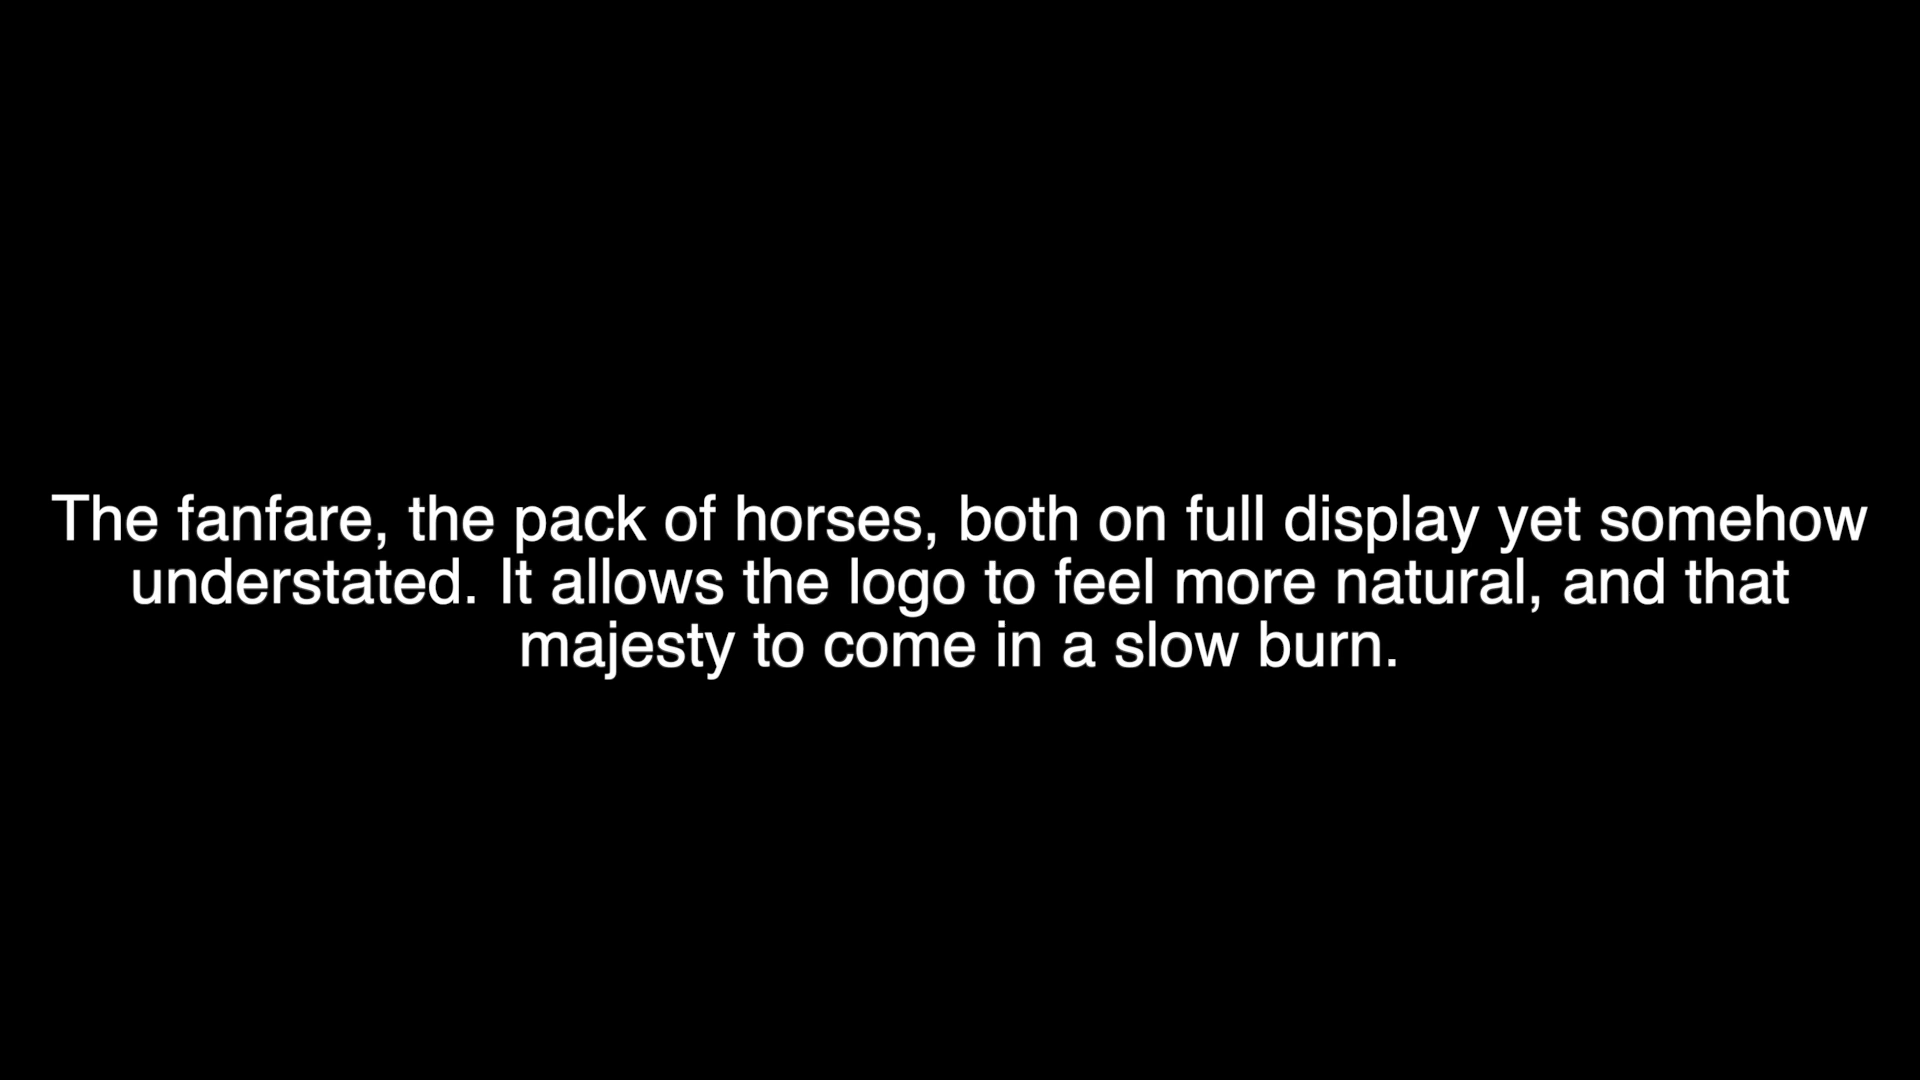 The fanfare, the pack of horses, both on full display yet somehow
understated. It allows the logo to feel more natural, and that
majesty to come in a slow burn.